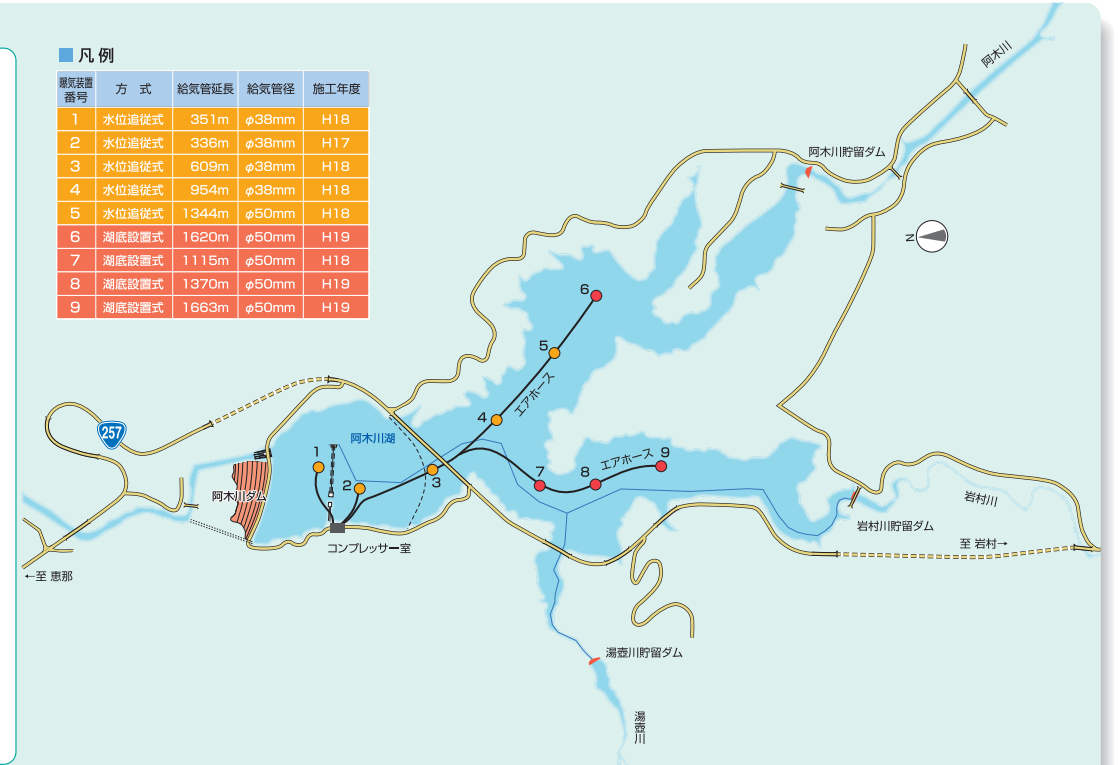 凡 例
曝気装置番号 方 式 給気管延長 給気管径 施工年度
1 水位追従式 351m φ38mm H18
2 水位追従式 336m φ38mm H17
3 水位追従式 609m φ38mm H18
4 水位追従式 954m φ38mm H18
5 水位追従式 1344m φ50mm H18
6 湖底設置式 1620m φ50mm H19
7 湖底設置式 1115m φ50mm H18
8 湖底設置式 1370m φ50mm H19
9 湖底設置式 1663m φ50mm H19
阿木川
阿木川貯留ダム
N
6
5
エアホース
4
257
阿木川湖
1
2
3
7
8
エアホース
9
阿木川ダム
コンプレッサー室
岩村川
岩村川貯留ダム
至 岩村→
←至 恵那
湯壺川貯留ダム
湯壺川